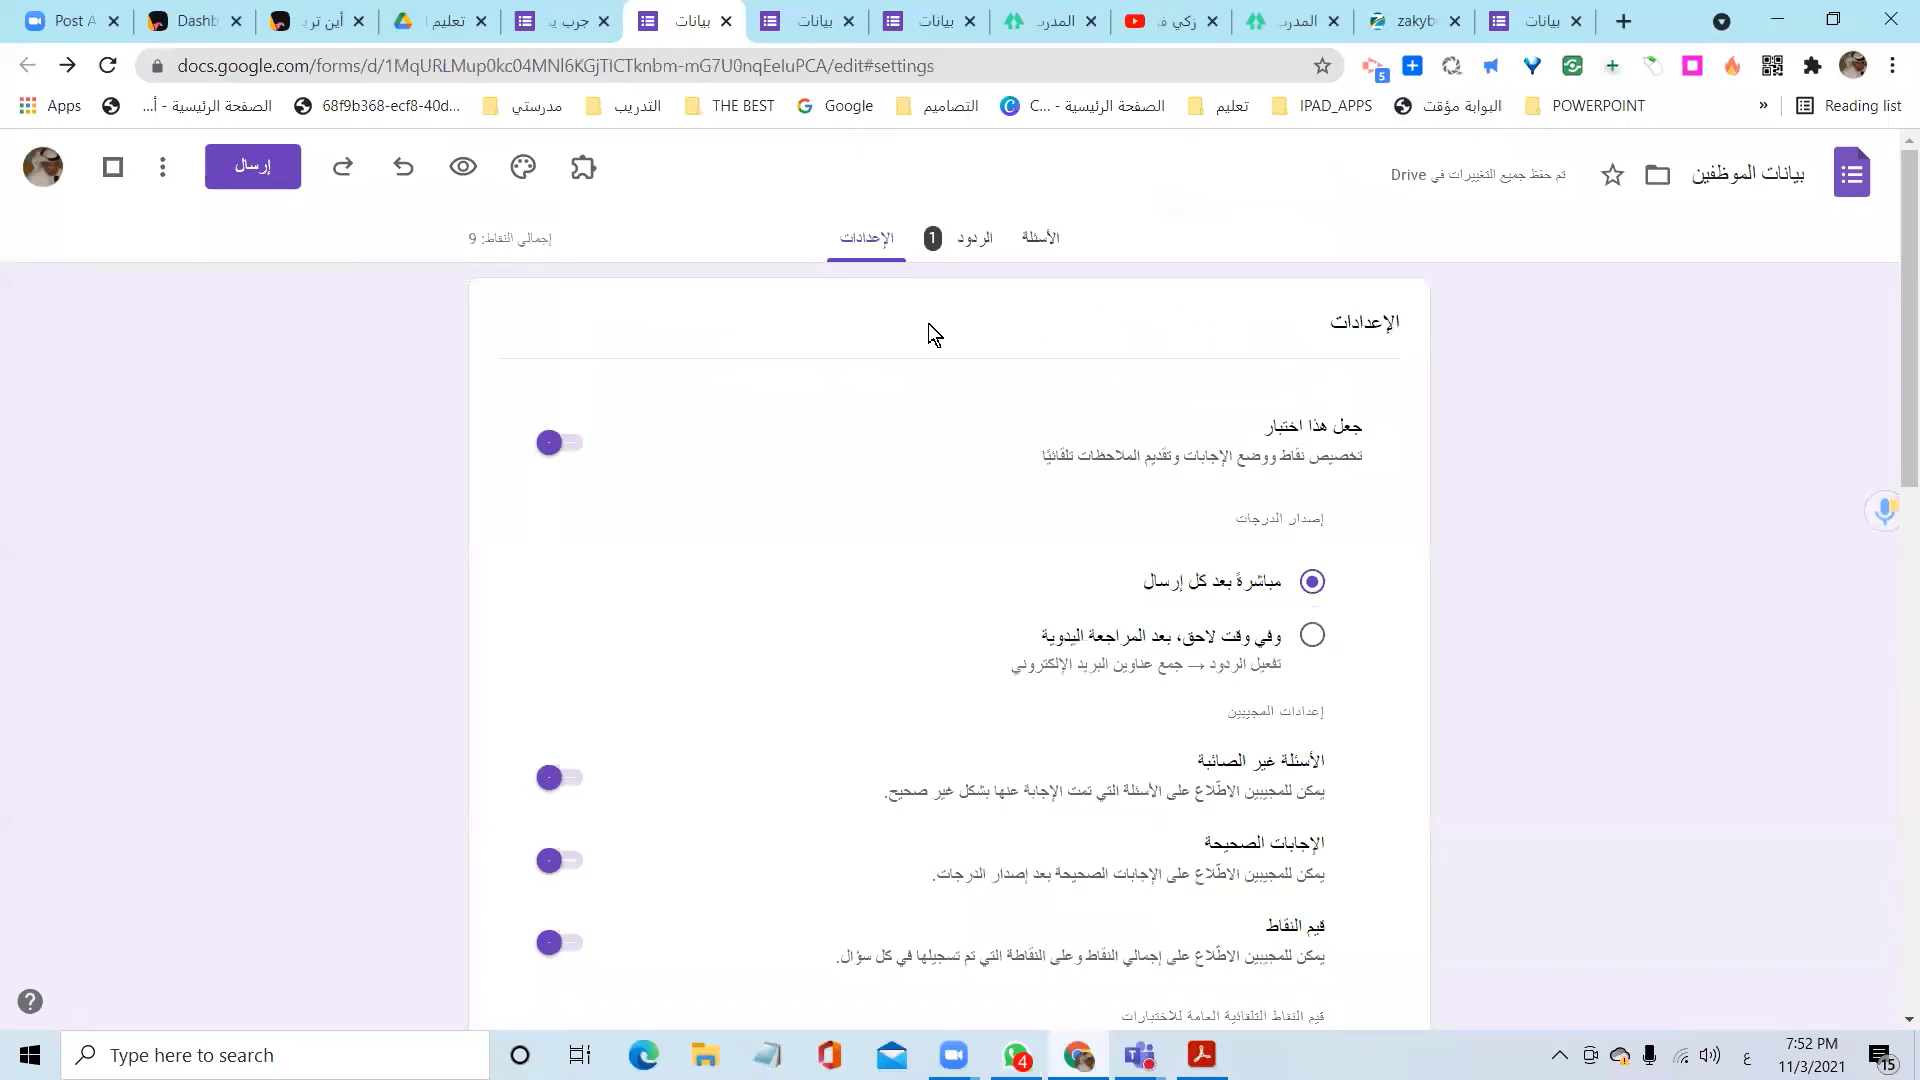 Post A
Dashb
أين تري
تعليم ا
جرب ي
بيانات
بيانات
بيانات
المدرب
زكي ف
المدرب
zakyb
بيانات
docs.google.com/forms/d/1MqURLMup0kc04MNl6KGjTiCTknbm-mG7U0nqEeIuPCA/edit#settings
5
Apps
الصفحة الرئيسية - أ...
68f9b368-ecf8-40d...
مدرستي
التدريب
THE BEST
Google
التصاميم
الصفحة الرئيسية - C...
تعليم
IPAD_APPS
البوابة مؤقت
POWERPOINT
»
Reading list
بيانات الموظفين
تم حفظ جميع التغييرات في Drive
إرسال
الأسئلة
الردود 1
الإعدادات
إجمالي النقاط: 9
الإعدادات
جعل هذا اختبار
تخصيص نقاط ووضع الإجابات وتقديم الملاحظات تلقائيًا
إصدار الدرجات
مباشرةً بعد كل إرسال
وفي وقت لاحق، بعد المراجعة اليدوية
تفعيل الردود → جمع عناوين البريد الإلكتروني
إعدادات المجيبين
الأسئلة غير الصائبة
يمكن للمجيبين الاطّلاع على الأسئلة التي تمت الإجابة عنها بشكل غير صحيح.
الإجابات الصحيحة
يمكن للمجيبين الاطّلاع على الإجابات الصحيحة بعد إصدار الدرجات.
قيم النقاط
يمكن للمجيبين الاطّلاع على إجمالي النقاط وعلى النقاطة التي تم تسجيلها في كل سؤال.
قيم النقاط التلقائية العامة للاختبارات
Type here to search
4
ع
7:52 PM
11/3/2021
15